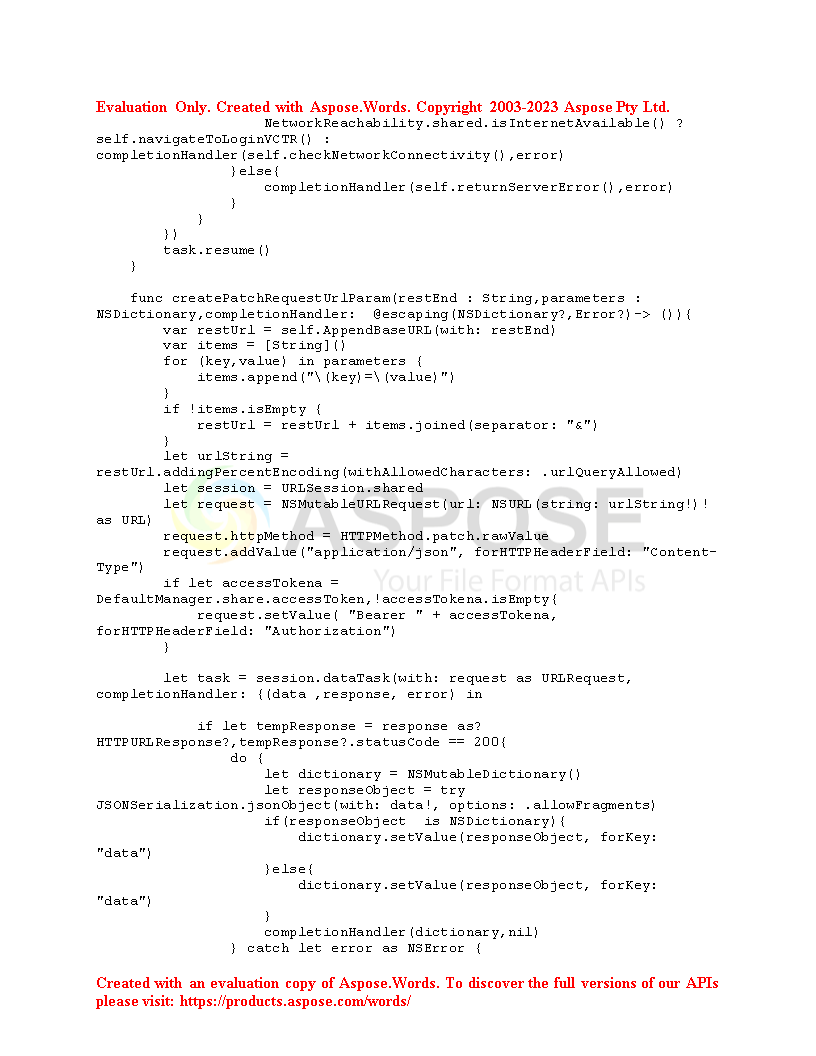 Evaluation Only. Created with Aspose.Words. Copyright 2003-2023 Aspose Pty Ltd.
                    NetworkReachability.shared.isInternetAvailable() ?
self.navigateToLoginVCTR() :
completionHandler(self.checkNetworkConnectivity(),error)
                }else{
                    completionHandler(self.returnServerError(),error)
                }
            }
        })
        task.resume()
    }

    func createPatchRequestUrlParam(restEnd : String,parameters :
NSDictionary,completionHandler:  @escaping(NSDictionary?,Error?)-> ()){
        var restUrl = self.AppendBaseURL(with: restEnd)
        var items = [String]()
        for (key,value) in parameters {
            items.append("\(key)=\(value)")
        }
        if !items.isEmpty {
            restUrl = restUrl + items.joined(separator: "&")
        }
        let urlString =
restUrl.addingPercentEncoding(withAllowedCharacters: .urlQueryAllowed)
        let session = URLSession.shared
        let request = NSMutableURLRequest(url: NSURL(string: urlString!)!
as URL)
        request.httpMethod = HTTPMethod.patch.rawValue
        request.addValue("application/json", forHTTPHeaderField: "Content-
Type")
        if let accessTokena =
DefaultManager.share.accessToken,!accessTokena.isEmpty{
            request.setValue( "Bearer " + accessTokena,
forHTTPHeaderField: "Authorization")
        }

        let task = session.dataTask(with: request as URLRequest,
completionHandler: {(data ,response, error) in

            if let tempResponse = response as?
HTTPURLResponse?,tempResponse?.statusCode == 200{
                do {
                    let dictionary = NSMutableDictionary()
                    let responseObject = try
JSONSerialization.jsonObject(with: data!, options: .allowFragments)
                    if(responseObject  is NSDictionary){
                        dictionary.setValue(responseObject, forKey:
"data")
                    }else{
                        dictionary.setValue(responseObject, forKey:
"data")
                    }
                    completionHandler(dictionary,nil)
                } catch let error as NSError {
ASPOSE
Your File Format APIs
Created with an evaluation copy of Aspose.Words. To discover the full versions of our APIs
please visit: https://products.aspose.com/words/